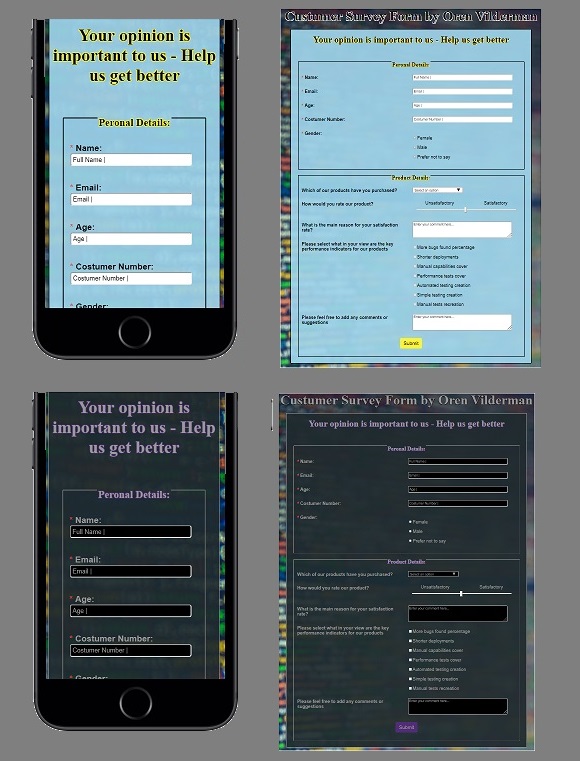 Your opinion is
important to us - Help
us get better
Peronal Details:
* Name:
Full Name |
* Email:
Email |
* Age:
Age |
* Costumer Number:
Costumer Number |
Gender:
Custumer Survey Form by Oren Vilderman
Your opinion is important to us - Help us get better
Peronal Details:
* Name:
Full Name |
* Email:
Email |
* Age:
Age |
* Costumer Number:
Costumer Number |
* Gender:
Female
Male
Prefer not to say
Product Details:
Which of our products have you purchased?
Select an option
How would you rate our product?
Unsatisfactory Satisfactory
What is the main reason for your satisfaction
rate?
Enter your comment here...
Please select what in your view are the key
performance indicators for our products
More bugs found percentage
Shorter deployments
Manual capabilities cover
Performance tests cover
Automated testing creation
Simple testing creation
Manual tests recreation
Please feel free to add any comments or
suggestions
Enter your comment here...
Submit
Your opinion is
important to us - Help
us get better
Peronal Details:
* Name:
Full Name |
* Email:
Email |
* Age:
Age |
* Costumer Number:
Costumer Number |
Gender:
Custumer Survey Form by Oren Vilderman
Your opinion is important to us - Help us get better
Peronal Details:
* Name:
Full Name |
* Email:
Email |
* Age:
Age |
* Costumer Number:
Costumer Number |
* Gender:
Female
Male
Prefer not to say
Product Details:
Which of our products have you purchased?
Select an option
How would you rate our product?
Unsatisfactory Satisfactory
What is the main reason for your satisfaction
rate?
Enter your comment here...
Please select what in your view are the key
performance indicators for our products
More bugs found percentage
Shorter deployments
Manual capabilities cover
Performance tests cover
Automated testing creation
Simple testing creation
Manual tests recreation
Please feel free to add any comments or
suggestions
Enter your comment here...
Submit